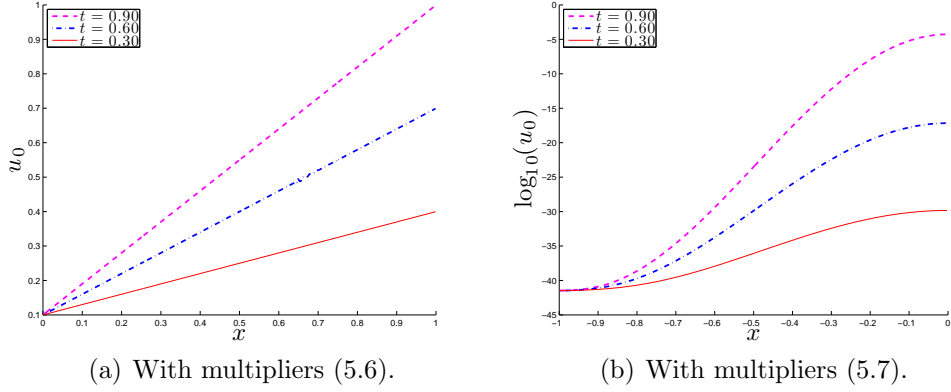 t = 0.90
t = 0.60
t = 0.30
u_0
1
0.9
0.8
0.7
0.6
0.5
0.4
0.3
0.2
0.1
0 0.1 0.2 0.3 0.4 0.5 0.6 0.7 0.8 0.9 1
x
(a) With multipliers (5.6).
t = 0.90
t = 0.60
t = 0.30
log_{10}(u_0)
0
−5
−10
−15
−20
−25
−30
−35
−40
−45
−1 −0.9 −0.8 −0.7 −0.6 −0.5 −0.4 −0.3 −0.2 −0.1 0
x
(b) With multipliers (5.7).